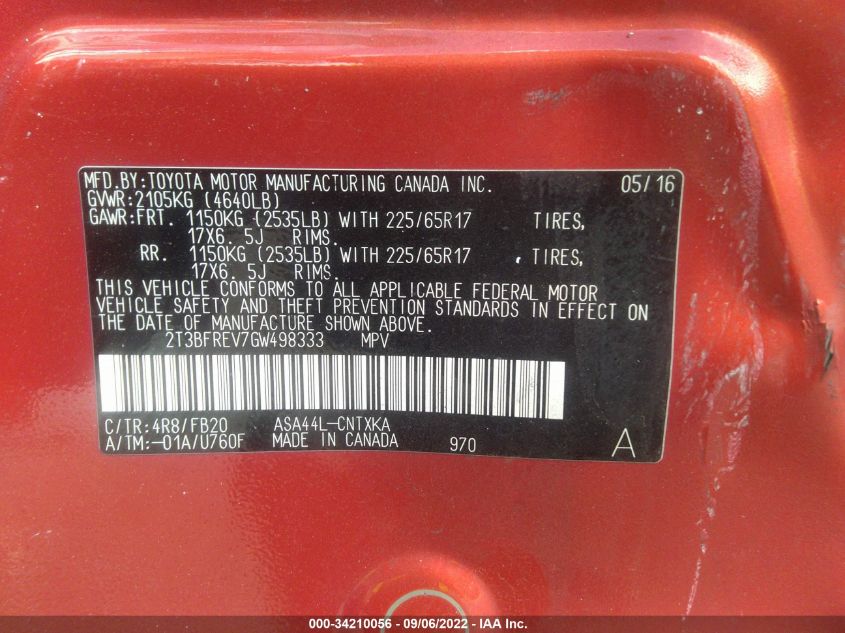 MFD.BY:TOYOTA MOTOR MANUFACTURING CANADA INC. 05/16
GVWR:2105KG (4640LB)
GAWR:FRT. 1150KG (2535LB) WITH 225/65R17 TIRES,
17X6. 5J RIMS.
RR. 1150KG (2535LB) WITH 225/65R17 , TIRES,
17X6. 5J RIMS.
THIS VEHICLE CONFORMS TO ALL APPLICABLE FEDERAL MOTOR
VEHICLE SAFETY AND THEFT PREVENTION STANDARDS IN EFFECT ON
THE DATE OF MANUFACTURE SHOWN ABOVE.
2T3BFREV7GW498333 MPV
C/TR:4R8/FB20 ASA44L-CNTXKA
A/TM:-01A/U760F MADE IN CANADA 970 A
000-34210056 - 09/06/2022 - IAA Inc.